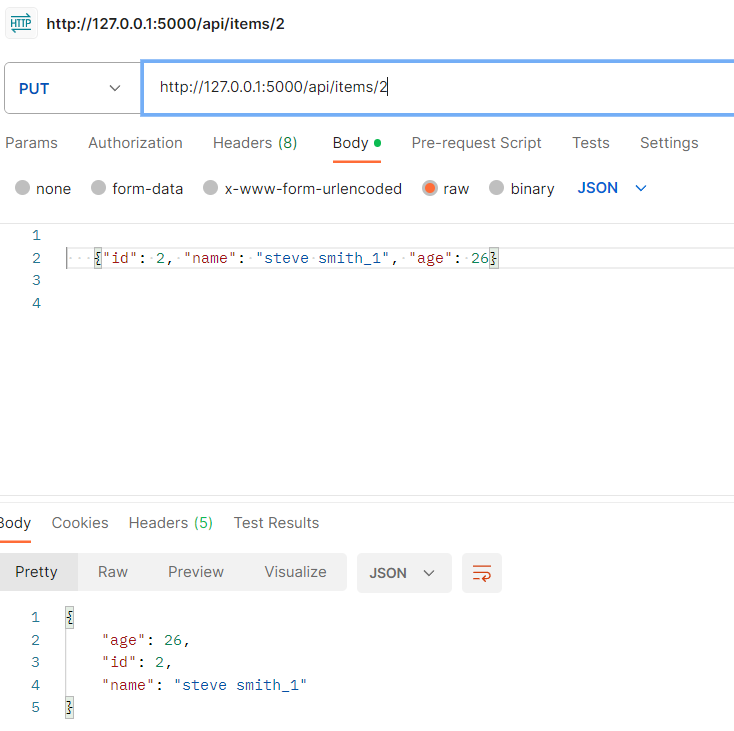 HTTP http://127.0.0.1:5000/api/items/2
PUT http://127.0.0.1:5000/api/items/2
Params Authorization Headers (8) Body Pre-request Script Tests Settings
none form-data x-www-form-urlencoded raw binary JSON
1
2 {"id": 2, "name": "steve smith_1", "age": 26}
3
4
Body Cookies Headers (5) Test Results
Pretty Raw Preview Visualize JSON
1 {
2 "age": 26,
3 "id": 2,
4 "name": "steve smith_1"
5 }